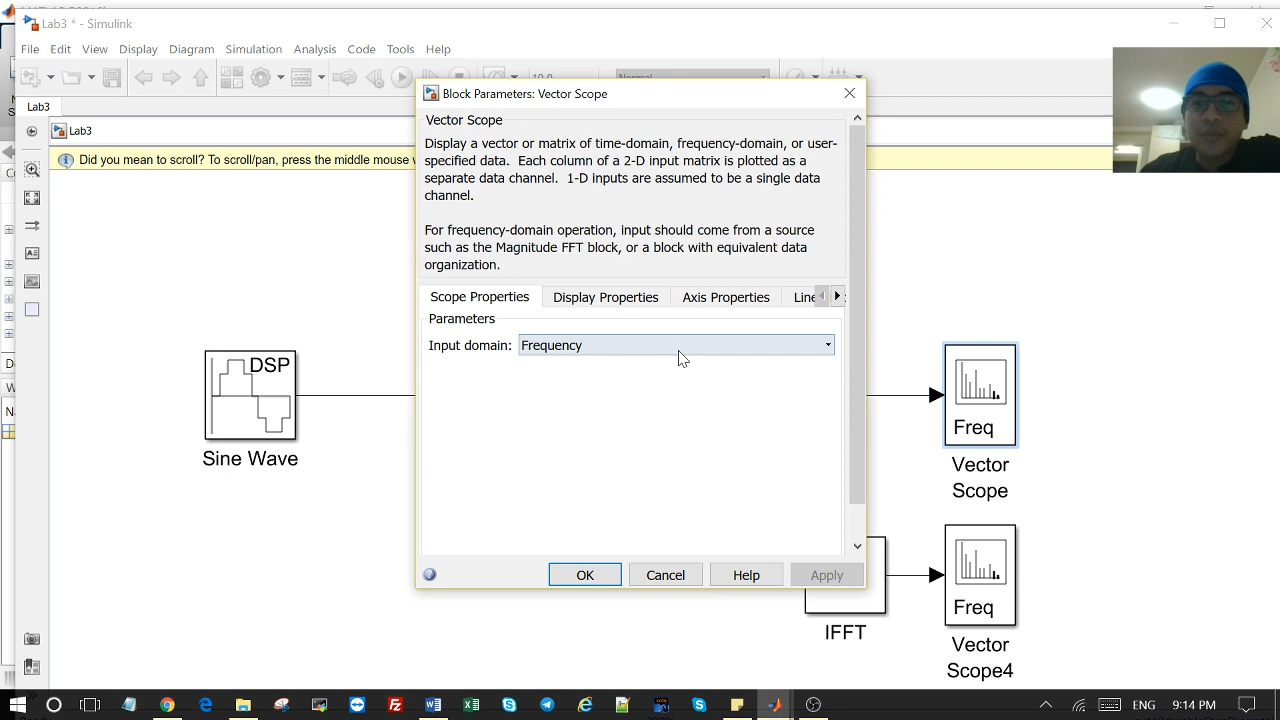 Lab3 * - Simulink
File Edit View Display Diagram Simulation Analysis Code Tools Help
10.0 Normal
Lab3
Lab3
Did you mean to scroll? To scroll/pan, press the middle mouse
Block Parameters: Vector Scope
Vector Scope
Display a vector or matrix of time-domain, frequency-domain, or user-
specified data. Each column of a 2-D input matrix is plotted as a
separate data channel. 1-D inputs are assumed to be a single data
channel.
For frequency-domain operation, input should come from a source
such as the Magnitude FFT block, or a block with equivalent data
organization.
Scope Properties Display Properties Axis Properties Line
Parameters
Input domain: Frequency
OK Cancel Help Apply
DSP
Sine Wave
Freq
Vector
Scope
IFFT
Freq
Vector
Scope4
ENG 9:14 PM